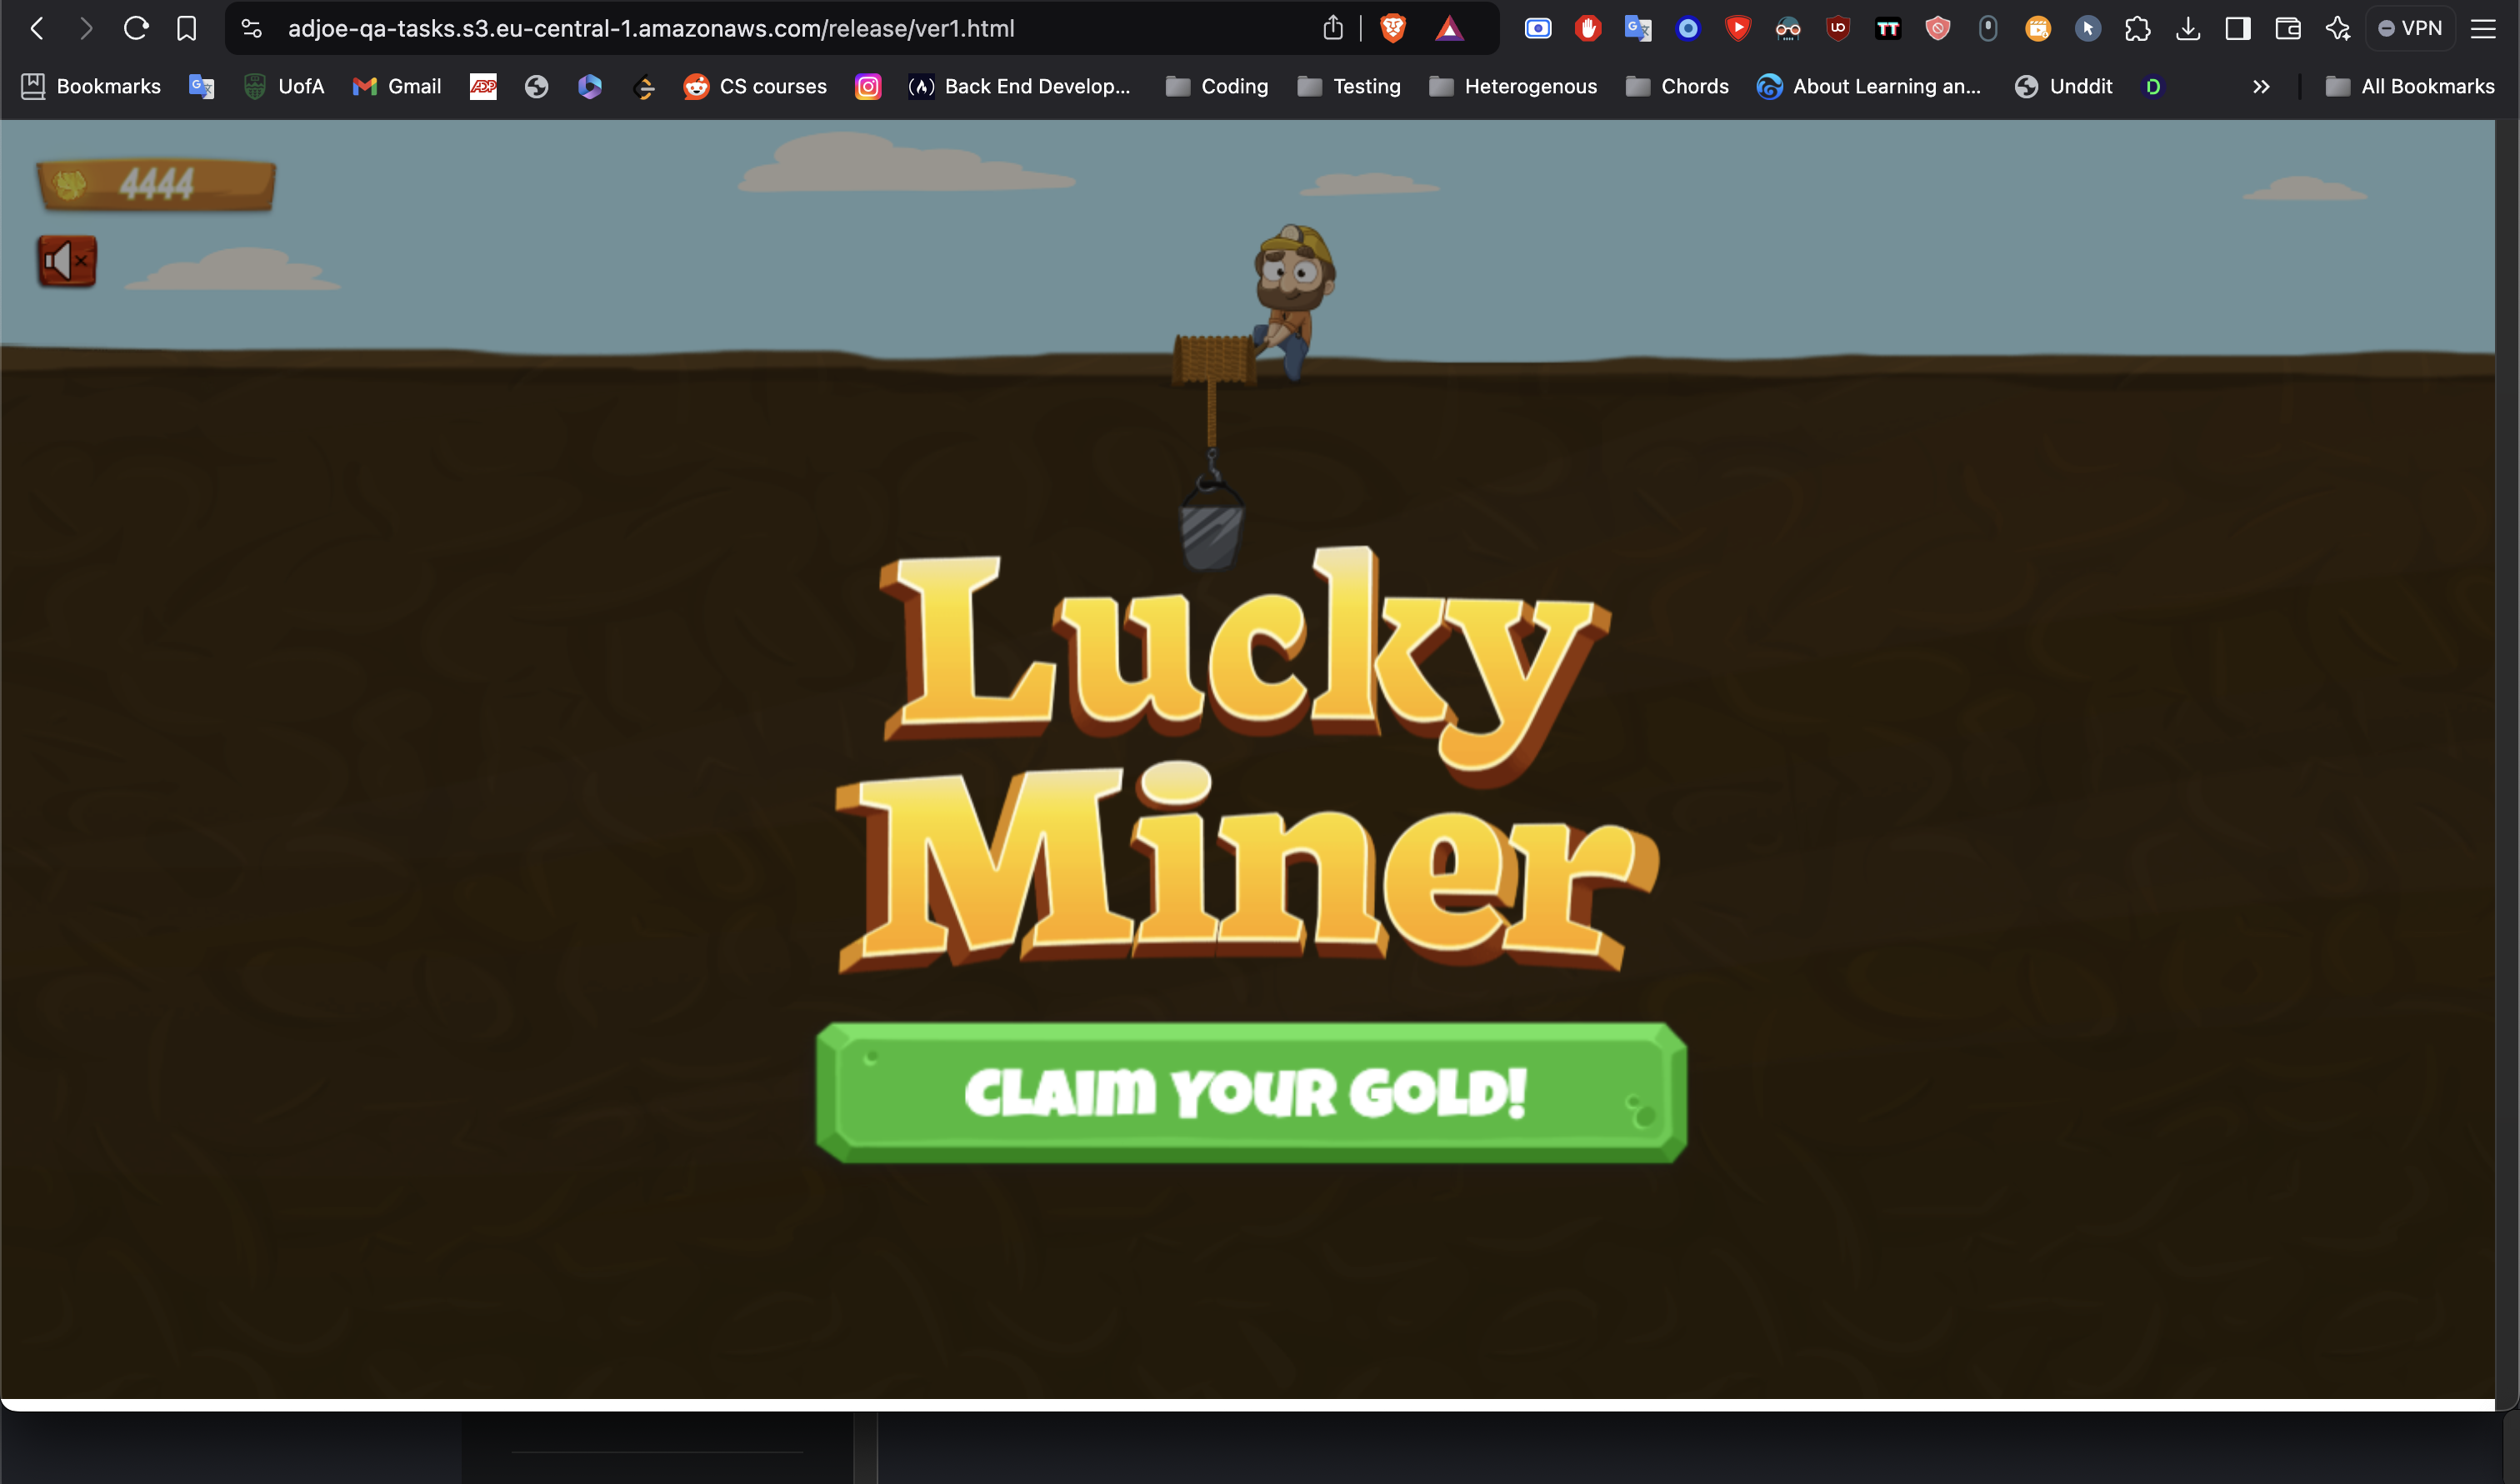 adjoe-qa-tasks.s3.eu-central-1.amazonaws.com/release/ver1.html
VPN
Bookmarks UofA Gmail ADP CS courses Back End Develop... Coding Testing Heterogenous Chords About Learning an... Unddit D All Bookmarks
4444
Lucky
Miner
CLAIM YOUR GOLD!